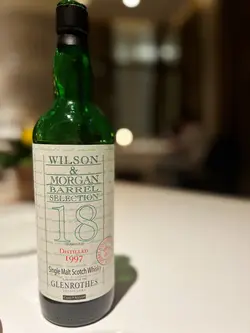 WILSON
& MORGAN
BARREL
SELECTION
18
DISTILLED
1997
Single Malt Scotch Whisky
GLENROTHES